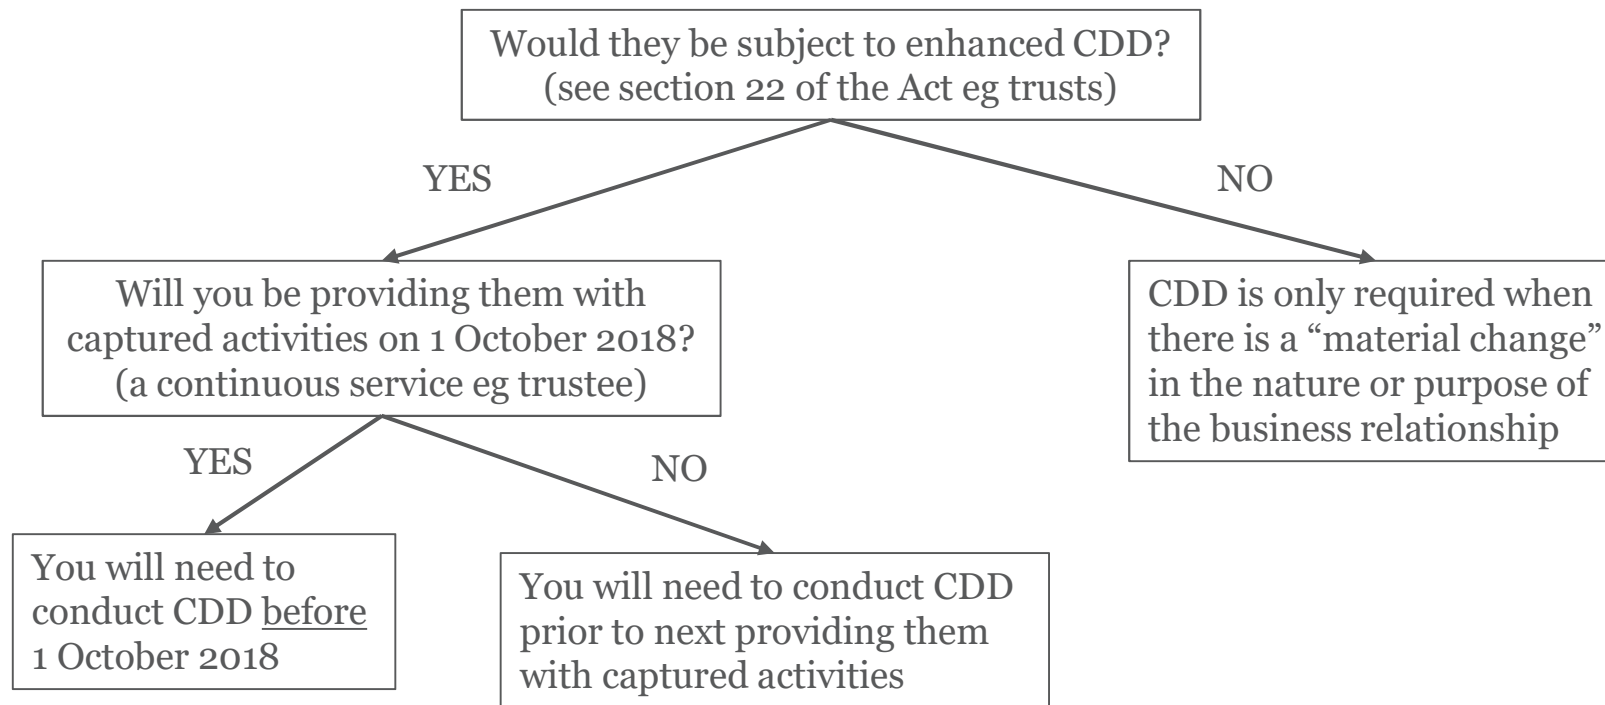 Would they be subject to enhanced CDD?
(see section 22 of the Act eg trusts)
YES
NO
Will you be providing them with
captured activities on 1 October 2018?
(a continuous service eg trustee)
CDD is only required when
there is a “material change”
in the nature or purpose of
the business relationship
YES
NO
You will need to
conduct CDD before
1 October 2018
You will need to conduct CDD
prior to next providing them
with captured activities